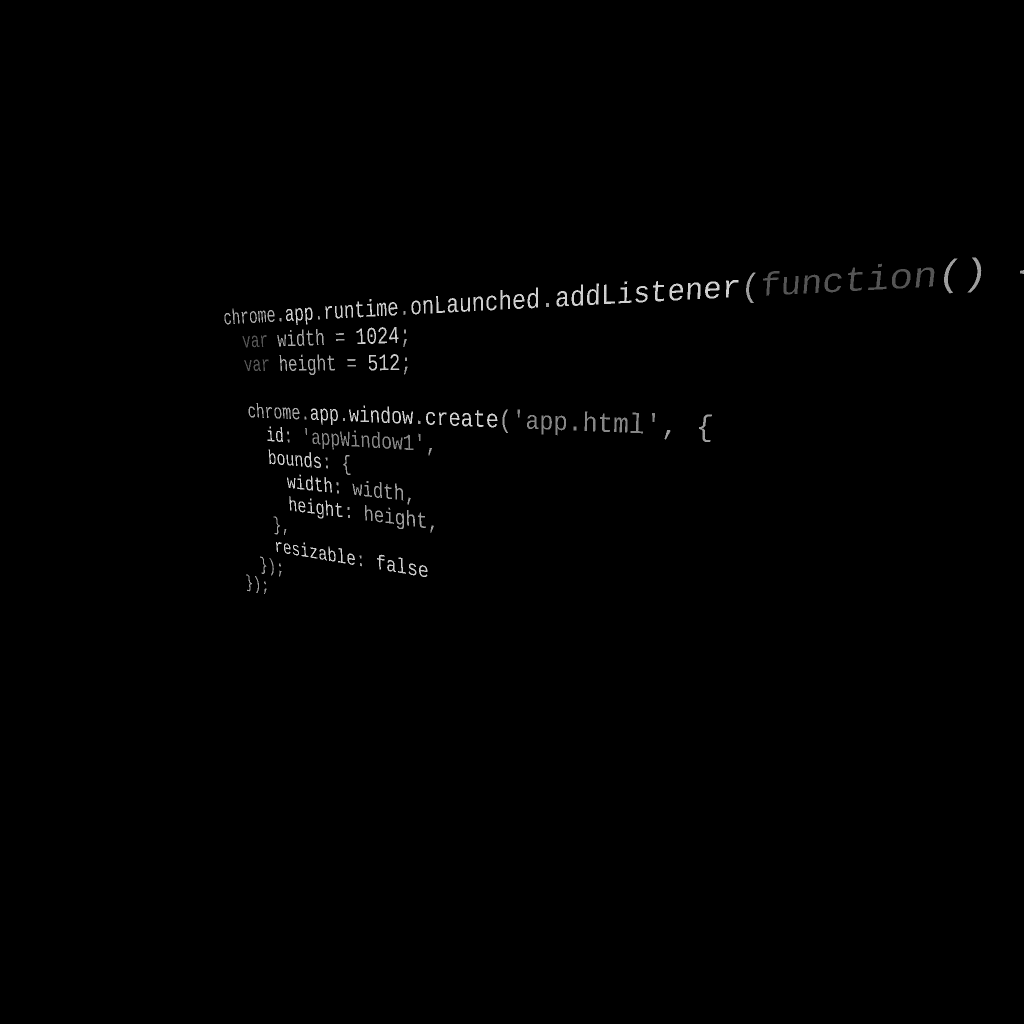 chrome.app.runtime.onLaunched.addListener(function() {
  var width = 1024;
  var height = 512;

  chrome.app.window.create('app.html', {
    id: 'appWindow1',
    bounds: {
      width: width,
      height: height,
    },
    resizable: false
  });
});